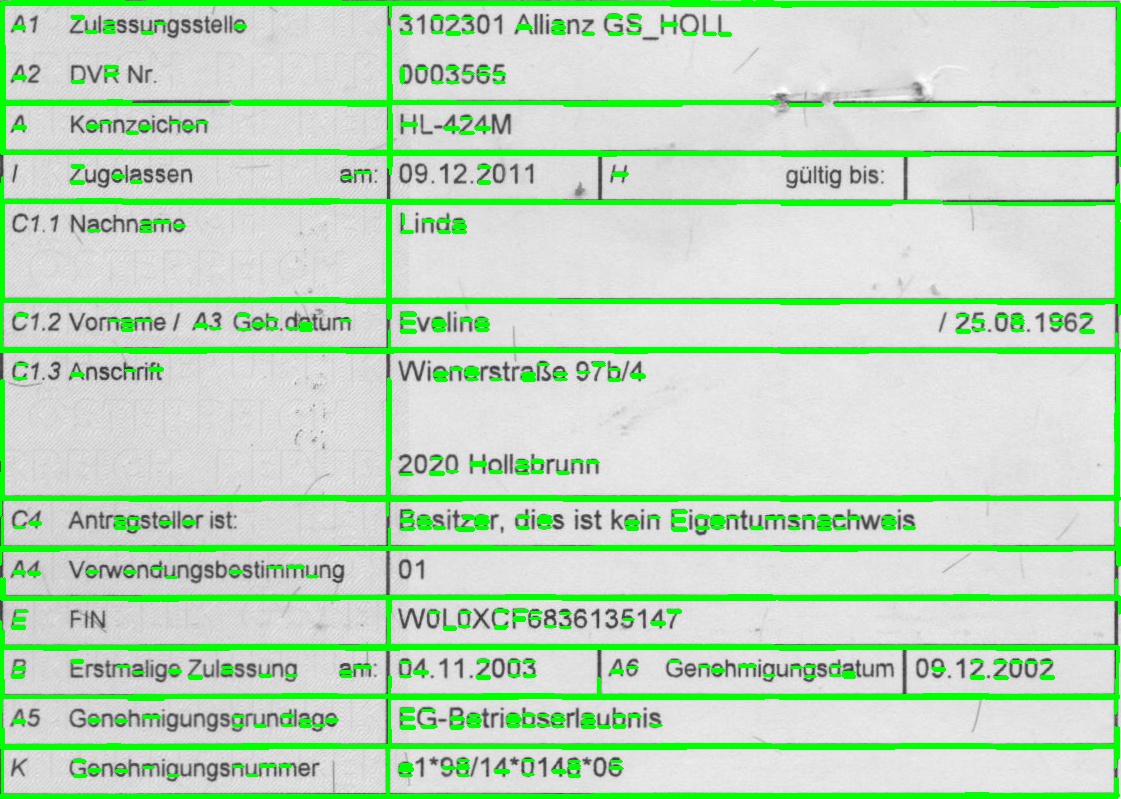 A1 Zulassungsstelle 3102301 Allianz GS_HOLL
A2 DVR Nr. 0003565
A Kennzeichen HL-424M
I Zugelassen am: 09.12.2011 H gültig bis:
C1.1 Nachname Linda
C1.2 Vorname / A3 Geb.datum Eveline / 25.08.1962
C1.3 Anschrift Wienerstraße 97b/4
2020 Hollabrunn
C4 Antragsteller ist: Besitzer, dies ist kein Eigentumsnachweis
A4 Verwendungsbestimmung 01
E FIN W0L0XCF6836135147
B Erstmalige Zulassung am: 04.11.2003 A6 Genehmigungsdatum 09.12.2002
A5 Genehmigungsgrundlage EG-Betriebserlaubnis
K Genehmigungsnummer e1*98/14*0148*06